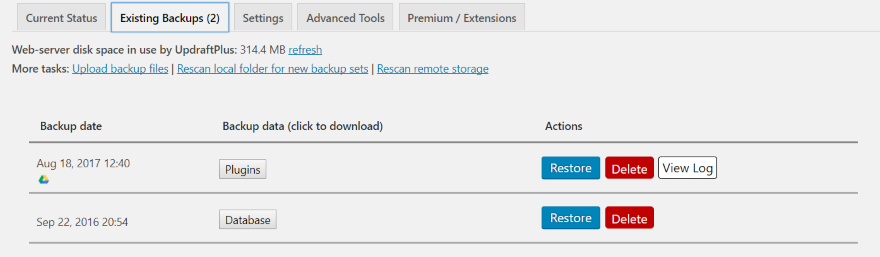 Current Status Existing Backups (2) Settings Advanced Tools Premium / Extensions
Web-server disk space in use by UpdraftPlus: 314.4 MB refresh
More tasks: Upload backup files | Rescan local folder for new backup sets | Rescan remote storage
Backup date Backup data (click to download) Actions
Aug 18, 2017 12:40 Plugins Restore Delete View Log
Sep 22, 2016 20:54 Database Restore Delete